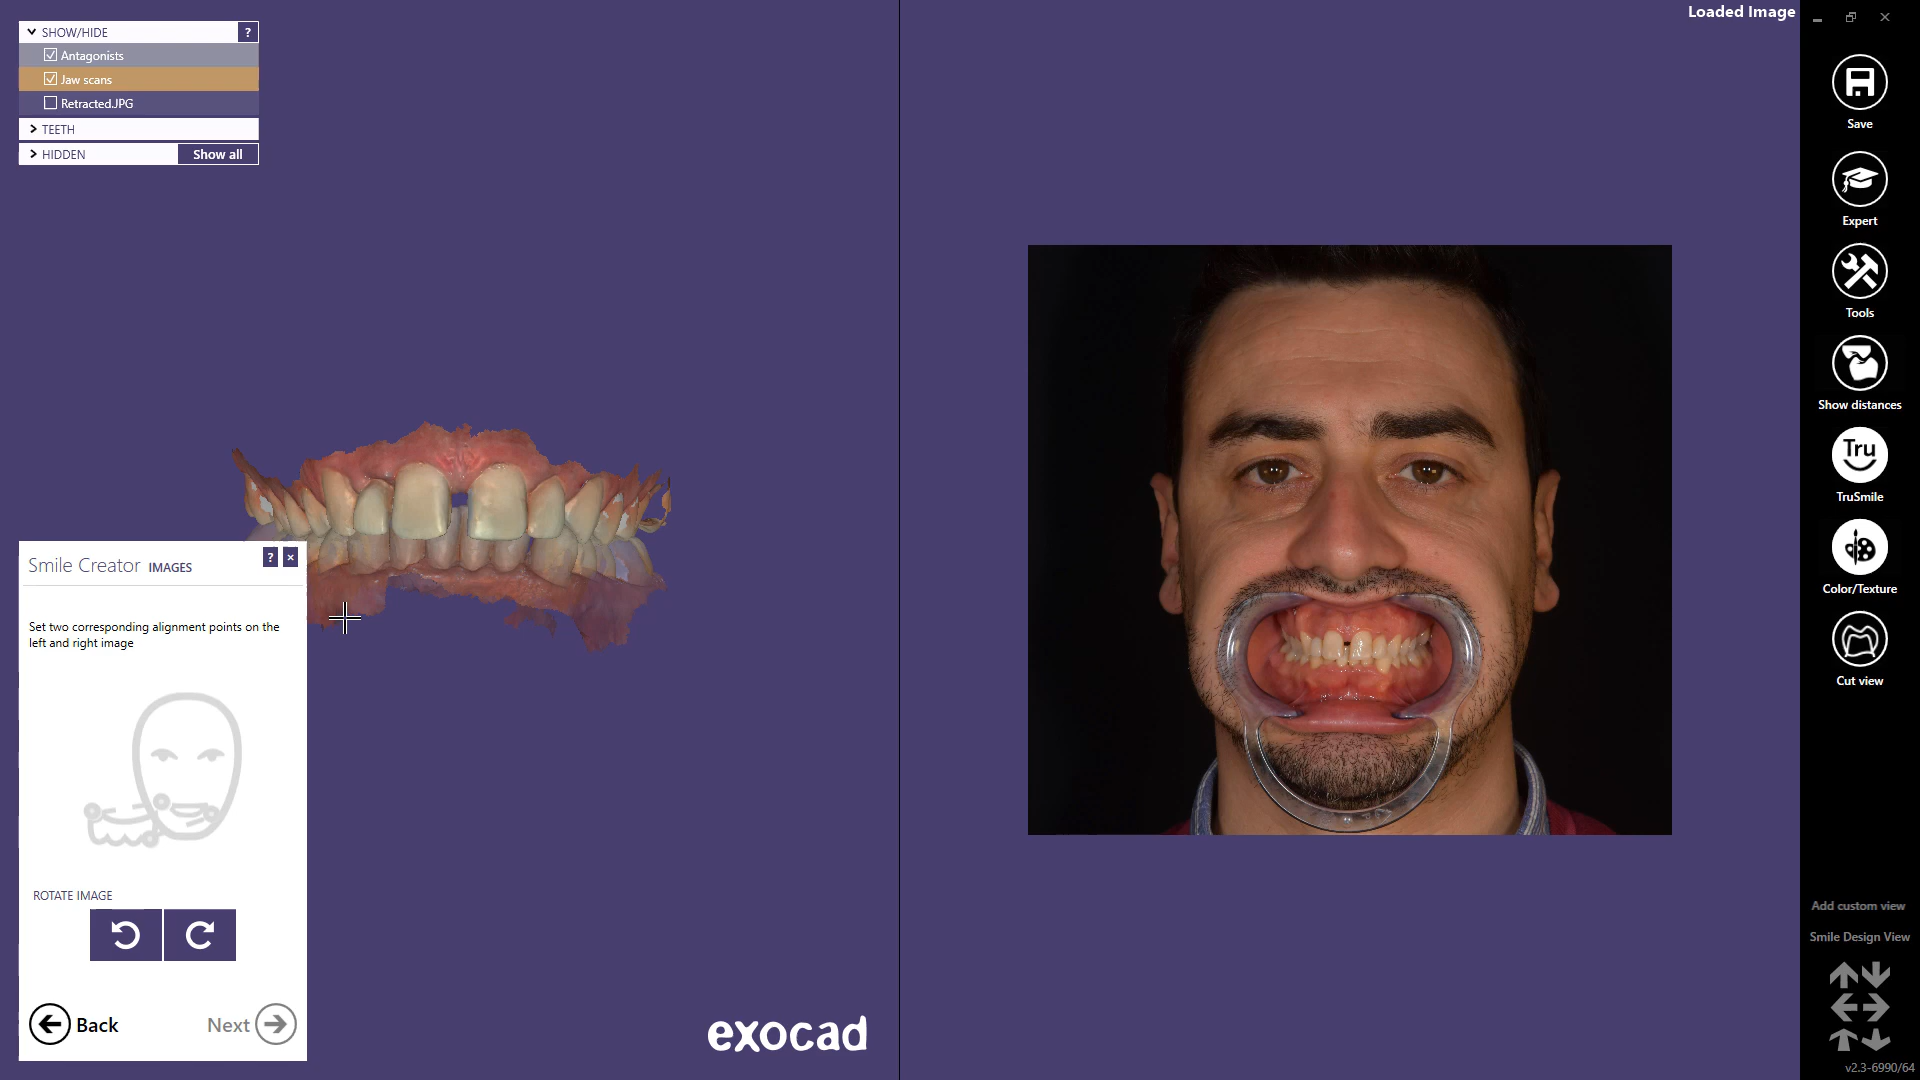 Loaded Image
SHOW/HIDE
?
Antagonists
Jaw scans
Retracted.JPG
TEETH
HIDDEN
Show all
Save
Expert
Tools
Show distances
Tru
TruSmile
Color/Texture
Cut view
Smile Creator IMAGES
?
Set two corresponding alignment points on the
left and right image
ROTATE IMAGE
Back
Next
exocad
Add custom view
Smile Design View
v2.3-6990/64